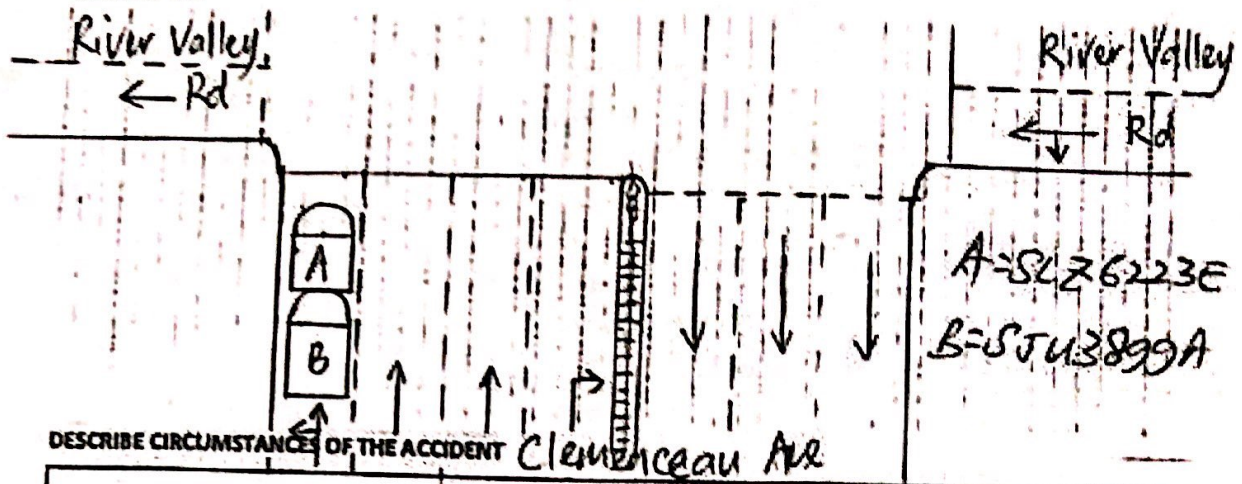 River Valley
Rd
River Valley
Rd
A
B
A=SLZ6223E
B=SJU3899A
DESCRIBE CIRCUMSTANCES OF THE ACCIDENT Clemenceau Ave